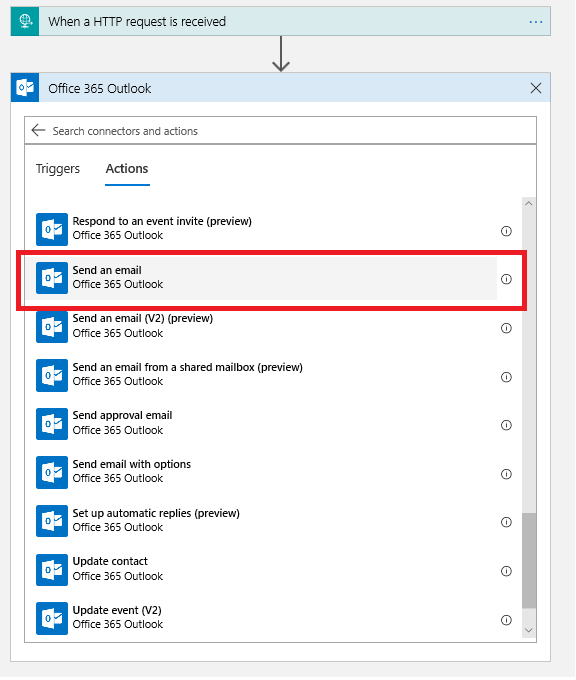 When a HTTP request is received
Office 365 Outlook
Search connectors and actions
Triggers
Actions
Respond to an event invite (preview)
Office 365 Outlook
Send an email
Office 365 Outlook
Send an email (V2) (preview)
Office 365 Outlook
Send an email from a shared mailbox (preview)
Office 365 Outlook
Send approval email
Office 365 Outlook
Send email with options
Office 365 Outlook
Set up automatic replies (preview)
Office 365 Outlook
Update contact
Office 365 Outlook
Update event (V2)
Office 365 Outlook